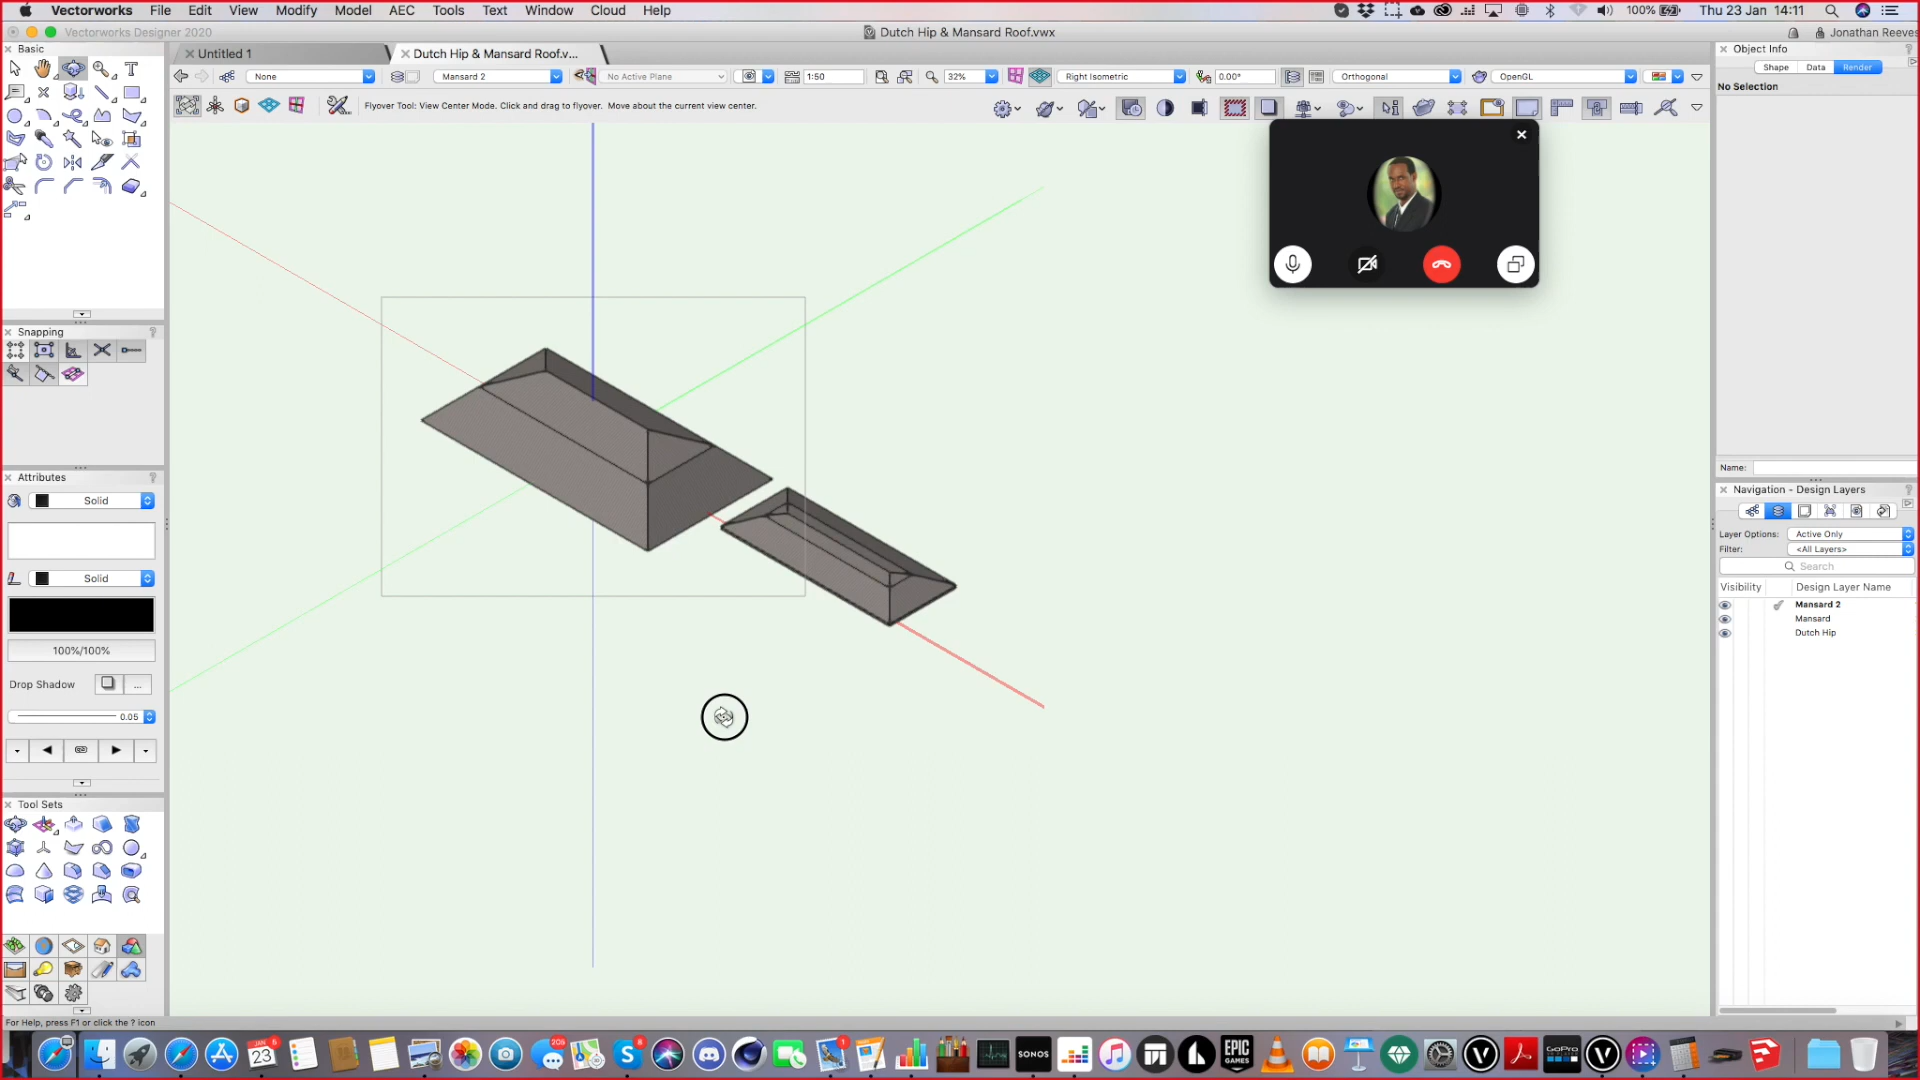 Vectorworks File Edit View Modify Model AEC Tools Text Window Cloud Help
100% Thu 23 Jan 14:11
Vectorworks Designer 2020
Dutch Hip & Mansard Roof.vwx
Jonathan Reeves
Basic
Untitled 1
Dutch Hip & Mansard Roof.v...
Object Info
None
Mansard 2
No Active Plane
1:50
32%
Right Isometric
0.00°
Orthogonal
OpenGL
Shape Data Render
No Selection
Flyover Tool: View Center Mode. Click and drag to flyover. Move about the current view center.
Snapping
Attributes
Solid
Solid
100%/100%
Drop Shadow
...
0.05
Tool Sets
Name:
Navigation - Design Layers
Layer Options: Active Only
Filter: <All Layers>
Search
Visibility Design Layer Name
Mansard 2
Mansard
Dutch Hip
For Help, press F1 or click the ? icon
JAN
23
SONOS
EPIC
GAMES
GoPro